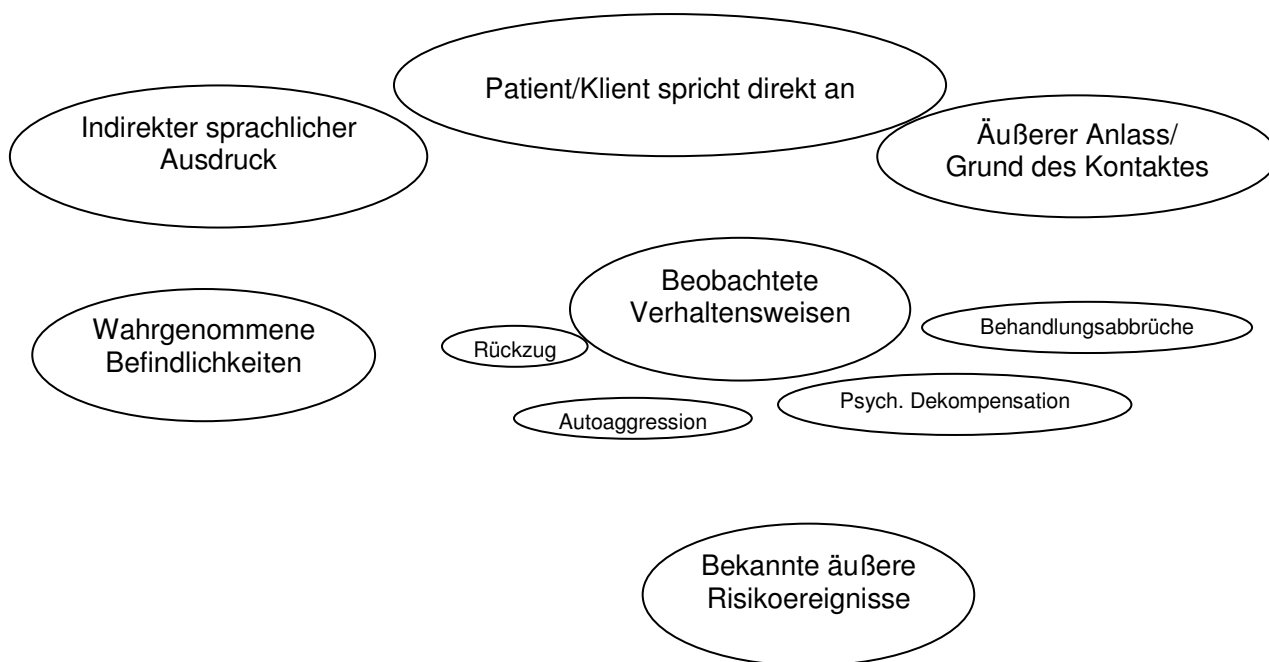 Patient/Klient spricht direkt an
Indirekter sprachlicher
Ausdruck
Äußerer Anlass/
Grund des Kontaktes
Beobachtete
Verhaltensweisen
Wahrgenommene
Befindlichkeiten
Rückzug
Behandlungsabbrüche
Autoaggression
Psych. Dekompensation
Bekannte äußere
Risikoereignisse